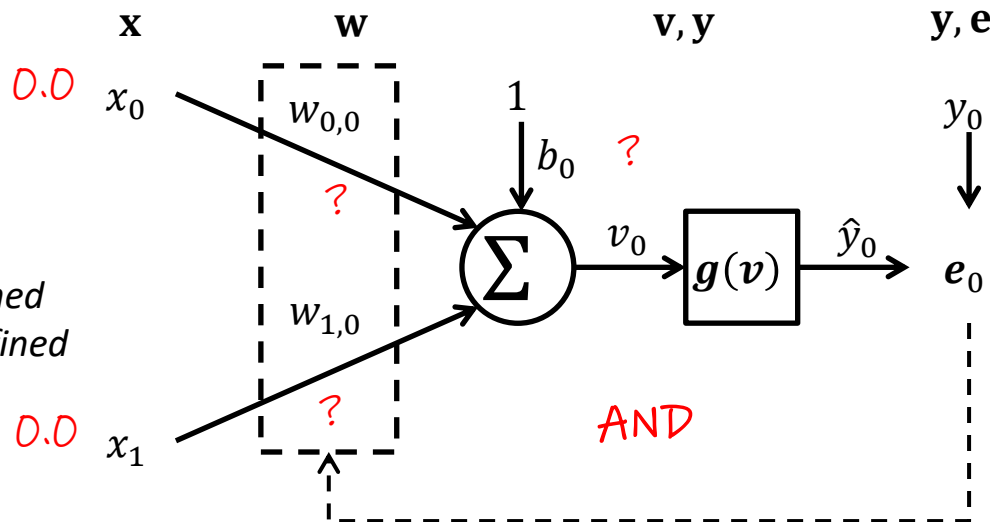 x w v, y y, e
0.0 x₀ w₀,₀ 1 y₀
? b₀ ?
Σ v₀ g(v) ŷ₀ e₀
w₁,₀
?
0.0 x₁ AND